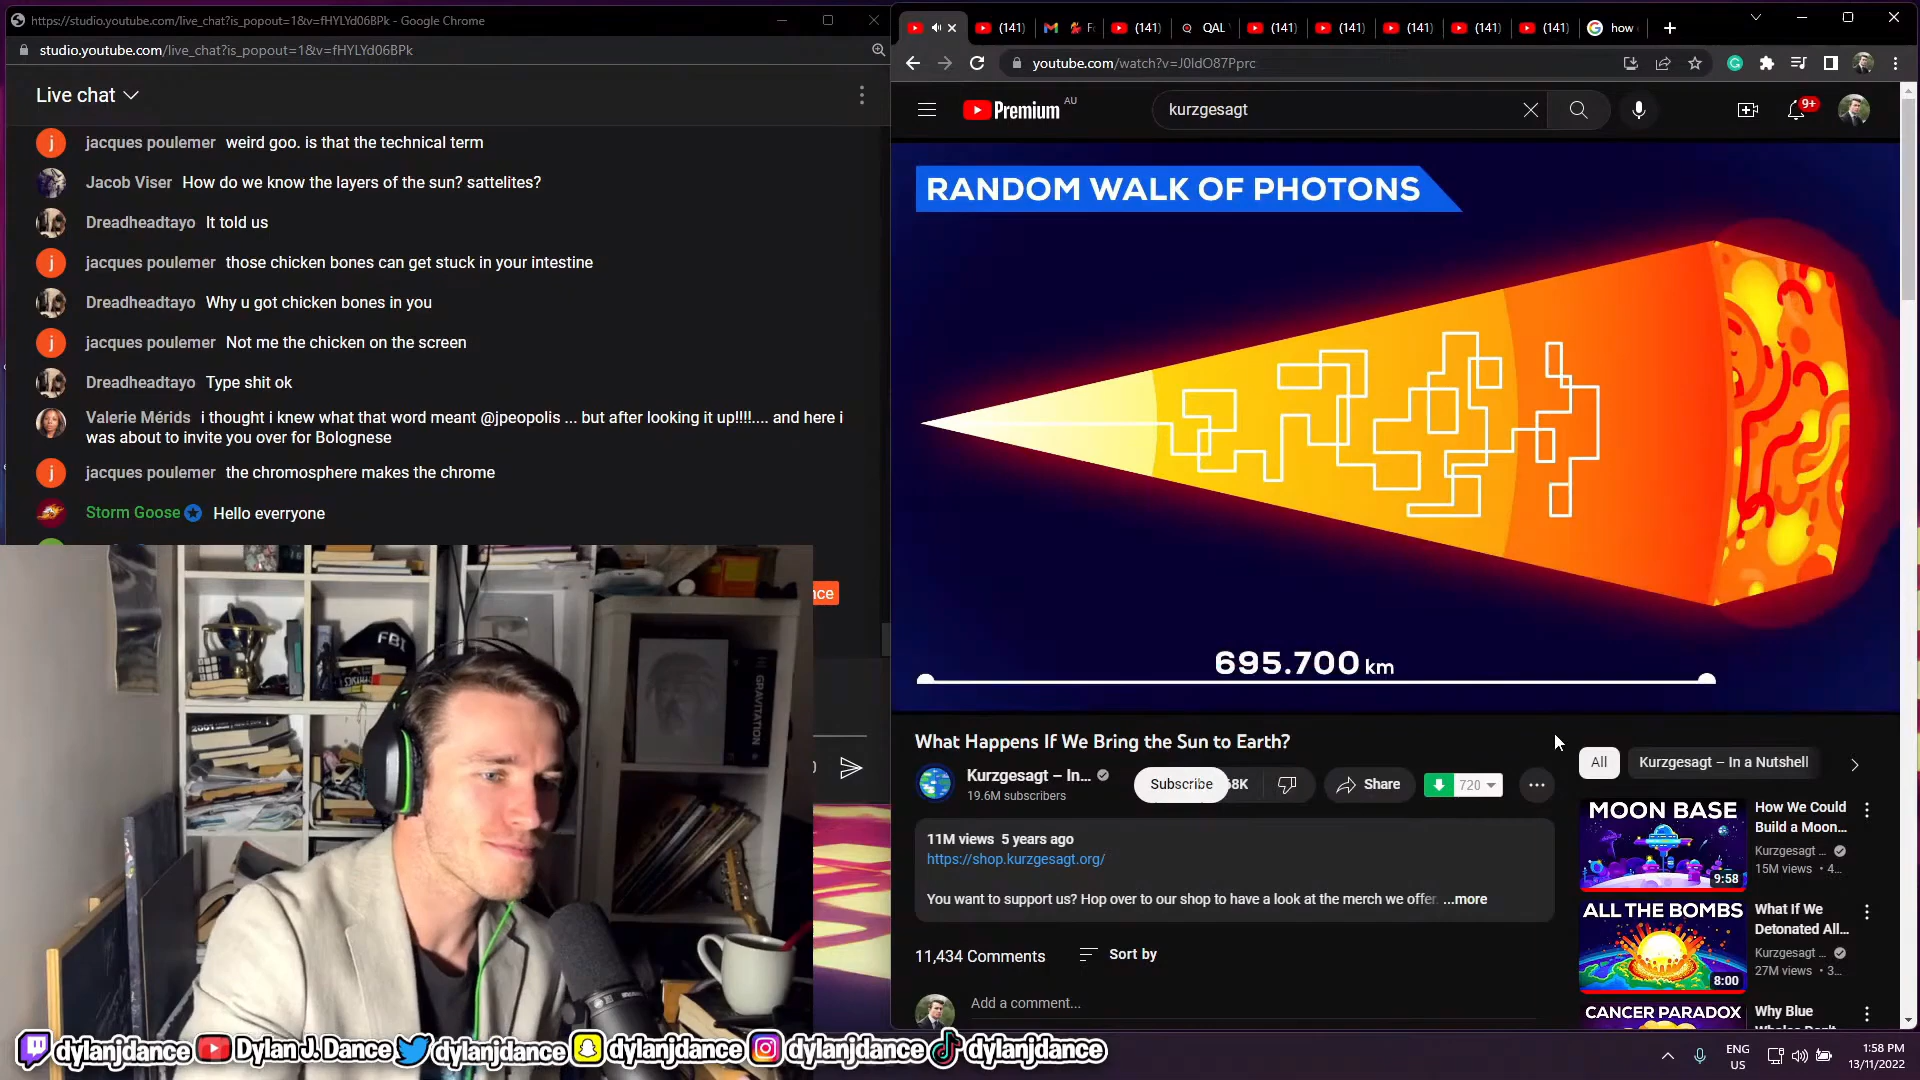 https://studio.youtube.com/live_chat?is_popout=1&v=fHYLYd06BPk - Google Chrome
studio.youtube.com/live_chat?is_popout=1&v=fHYLYd06BPk
Live chat
jacques poulemer weird goo. is that the technical term
Jacob Viser How do we know the layers of the sun? sattelites?
Dreadheadtayo It told us
jacques poulemer those chicken bones can get stuck in your intestine
Dreadheadtayo Why u got chicken bones in you
jacques poulemer Not me the chicken on the screen
Dreadheadtayo Type shit ok
Valerie Mérids i thought i knew what that word meant @jpeopolis ... but after looking it up!!!!.... and here i
was about to invite you over for Bolognese
jacques poulemer the chromosphere makes the chrome
Storm Goose Hello everryone
nce
FBI
2001
GRAVITATION
(141)
(141)
(141)
QAL
(141)
(141)
(141)
(141)
(141)
how
youtube.com/watch?v=J0ldO87Pprc
Premium AU
kurzgesagt
9+
RANDOM WALK OF PHOTONS
695.700 km
What Happens If We Bring the Sun to Earth?
Kurzgesagt – In...
19.6M subscribers
Subscribe
68K
Share
720
11M views 5 years ago
https://shop.kurzgesagt.org/
You want to support us? Hop over to our shop to have a look at the merch we offer. ...more
11,434 Comments
Sort by
Add a comment...
All
Kurzgesagt – In a Nutshell
MOON BASE
9:58
How We Could
Build a Moon...
Kurzgesagt ...
15M views • 4...
ALL THE BOMBS
8:00
What If We
Detonated All...
Kurzgesagt ...
27M views • 3...
CANCER PARADOX
Why Blue
Whales Don't
dylanjdance
Dylan J. Dance
dylanjdance
dylanjdance
dylanjdance
dylanjdance
ENG
US
1:58 PM
13/11/2022